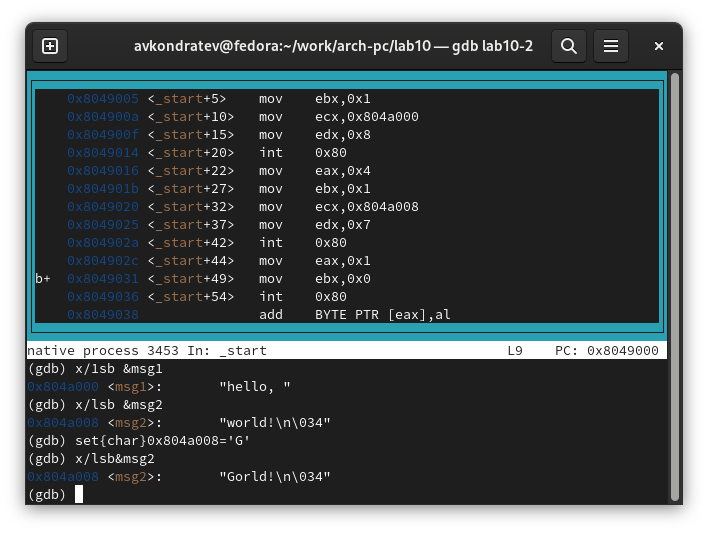 avkondratev@fedora:~/work/arch-pc/lab10 — gdb lab10-2
0x8049005 <_start+5> mov ebx,0x1
0x804900a <_start+10> mov ecx,0x804a000
0x804900f <_start+15> mov edx,0x8
0x8049014 <_start+20> int 0x80
0x8049016 <_start+22> mov eax,0x4
0x804901b <_start+27> mov ebx,0x1
0x8049020 <_start+32> mov ecx,0x804a008
0x8049025 <_start+37> mov edx,0x7
0x804902a <_start+42> int 0x80
0x804902c <_start+44> mov eax,0x1
b+ 0x8049031 <_start+49> mov ebx,0x0
0x8049036 <_start+54> int 0x80
0x8049038 add BYTE PTR [eax],al
native process 3453 In: _start L9 PC: 0x8049000
(gdb) x/lsb &msg1
0x804a000 <msg1>: "hello, "
(gdb) x/lsb &msg2
0x804a008 <msg2>: "world!\n\034"
(gdb) set{char}0x804a008='G'
(gdb) x/lsb&msg2
0x804a008 <msg2>: "Gorld!\n\034"
(gdb)